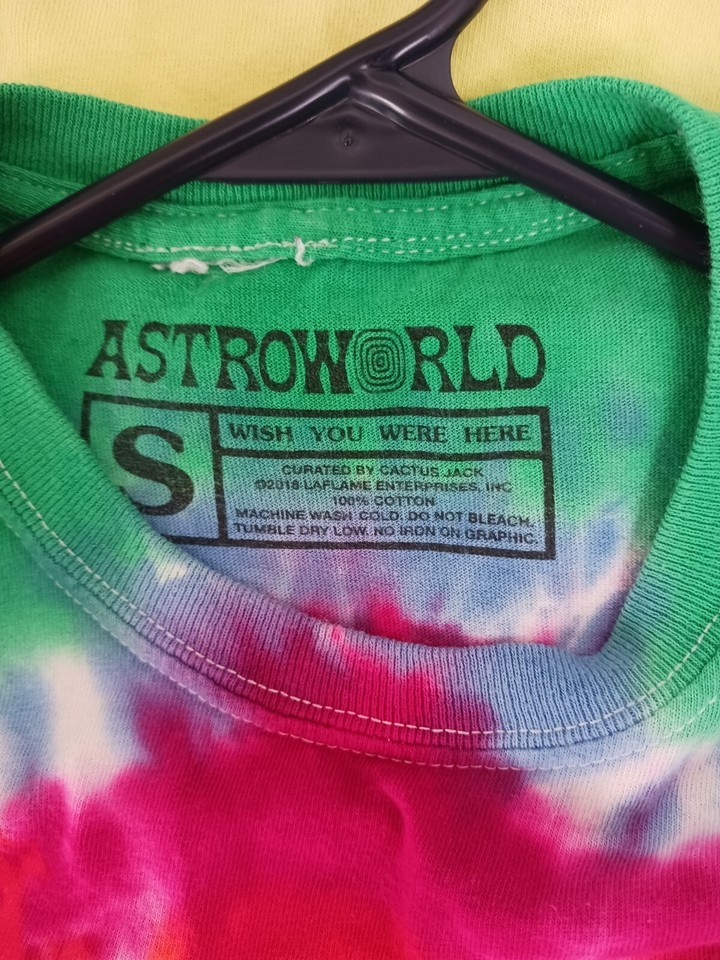 ASTROWORLD
S
WISH YOU WERE HERE
CURATED BY CACTUS JACK
©2018 LAFLAME ENTERPRISES, INC
100% COTTON
MACHINE WASH COLD. DO NOT BLEACH.
TUMBLE DRY LOW. NO IRON ON GRAPHIC.